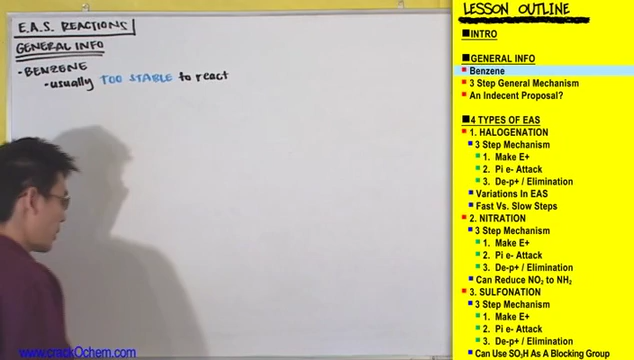 E.A.S. REACTIONS
GENERAL INFO
-BENZENE
-usually TOO STABLE to react
www.crackOchem.com
LESSON OUTLINE
INTRO
GENERAL INFO
Benzene
3 Step General Mechanism
An Indecent Proposal?
4 TYPES OF EAS
1. HALOGENATION
3 Step Mechanism
1. Make E+
2. Pi e- Attack
3. De-p+ / Elimination
Variations In EAS
Fast Vs. Slow Steps
2. NITRATION
3 Step Mechanism
1. Make E+
2. Pi e- Attack
3. De-p+ / Elimination
Can Reduce NO₂ to NH₂
3. SULFONATION
3 Step Mechanism
1. Make E+
2. Pi e- Attack
3. De-p+ / Elimination
Can Use SO₃H As A Blocking Group